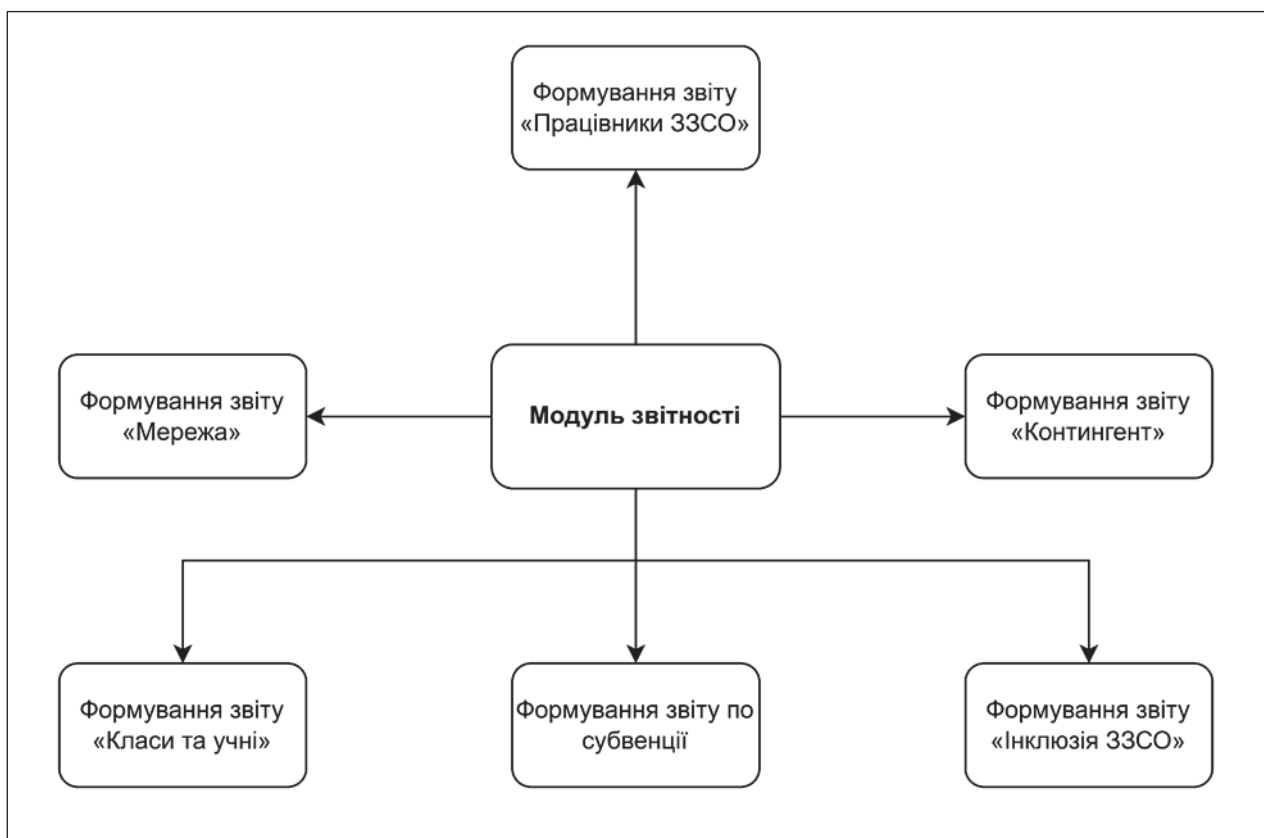 Формування звіту
«Працівники ЗЗСО»
Формування звіту
«Мережа»
Модуль звітності
Формування звіту
«Контингент»
Формування звіту
«Класи та учні»
Формування звіту по
субвенції
Формування звіту
«Інклюзія ЗЗСО»